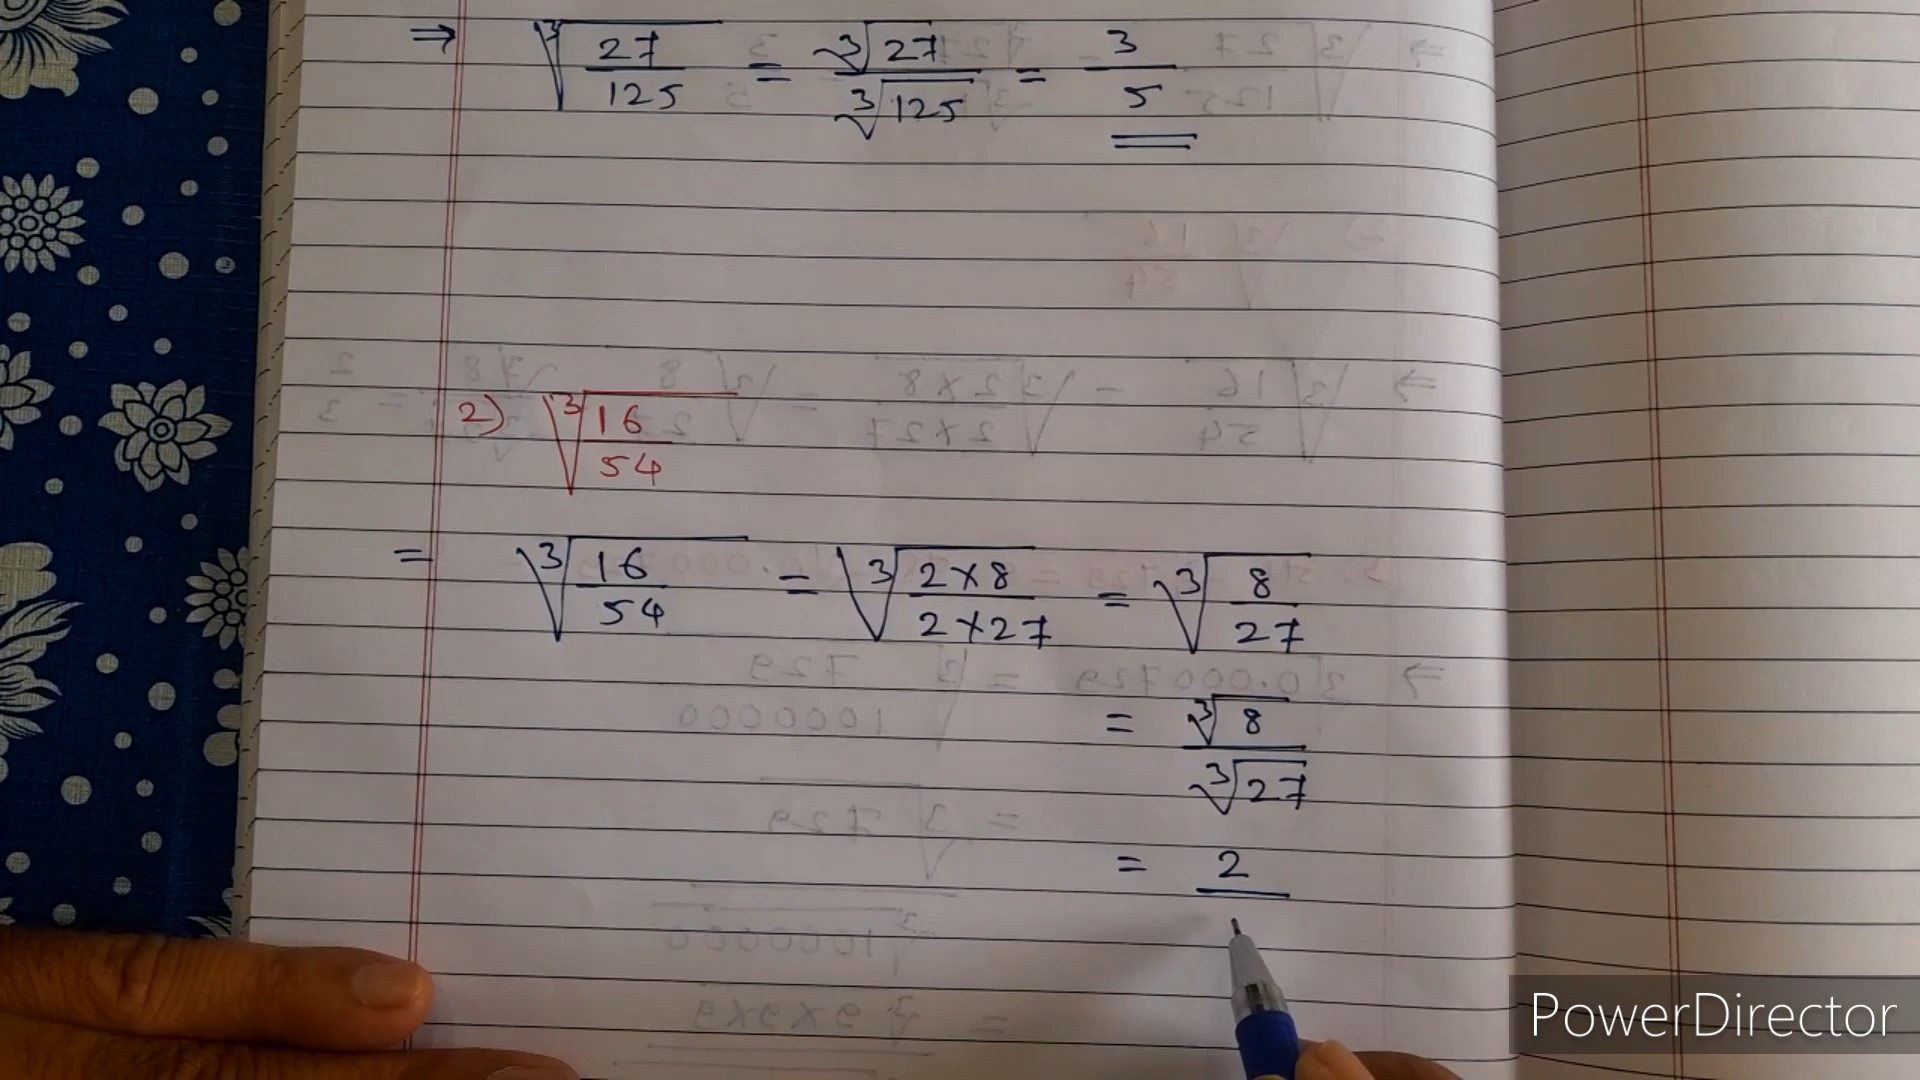 ⇒ ∛(27/125) = ∛27/∛125 = 3/5
2) ∛(16/54)
= ∛(16/54) = ∛((2×8)/(2×27)) = ∛(8/27)
= ∛8/∛27
= 2/
PowerDirector